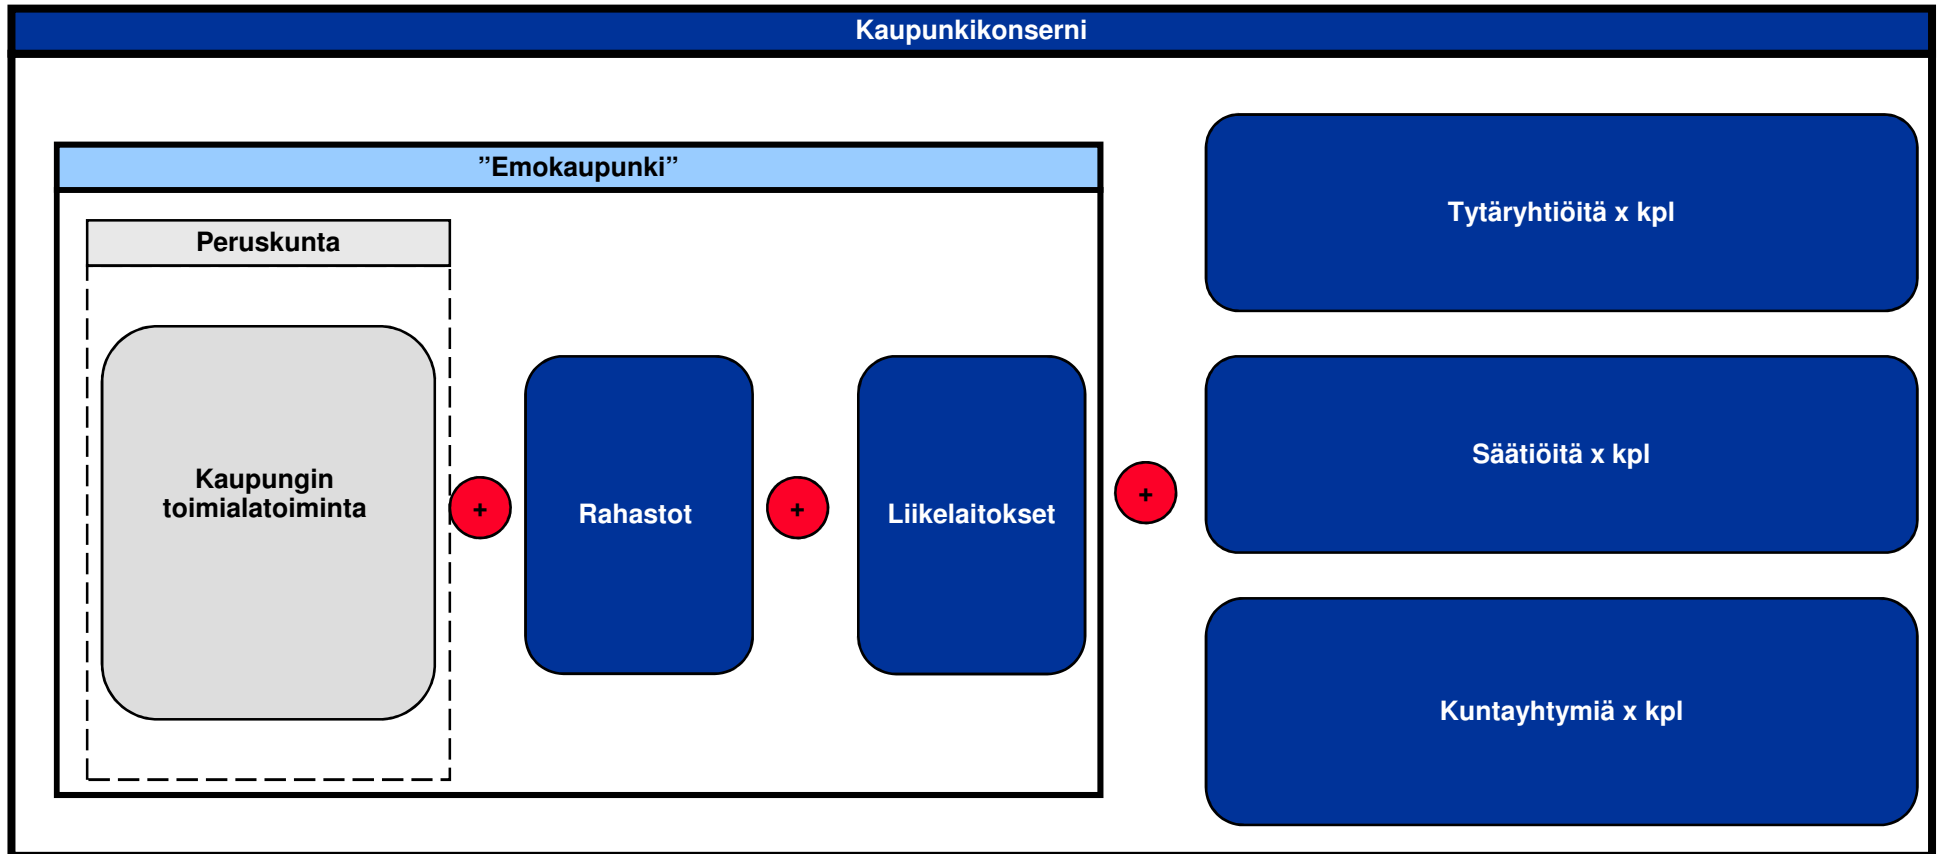 Kaupunkikonserni
”Emokaupunki”
Peruskunta
Kaupungin
toimialatoiminta
+
Rahastot
+
Liikelaitokset
+
Tytäryhtiöitä x kpl
Säätiöitä x kpl
Kuntayhtymiä x kpl